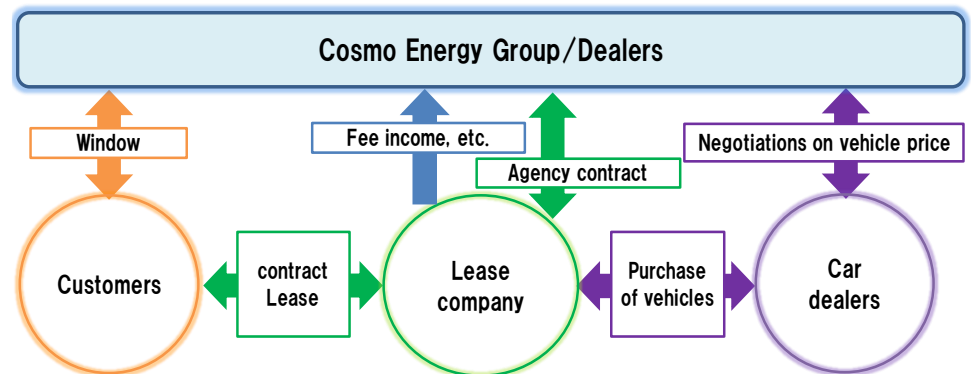 Cosmo Energy Group/Dealers
Window
Fee income, etc.
Negotiations on vehicle price
Agency contract
Customers
contract
Lease
Lease
company
Purchase
of vehicles
Car
dealers